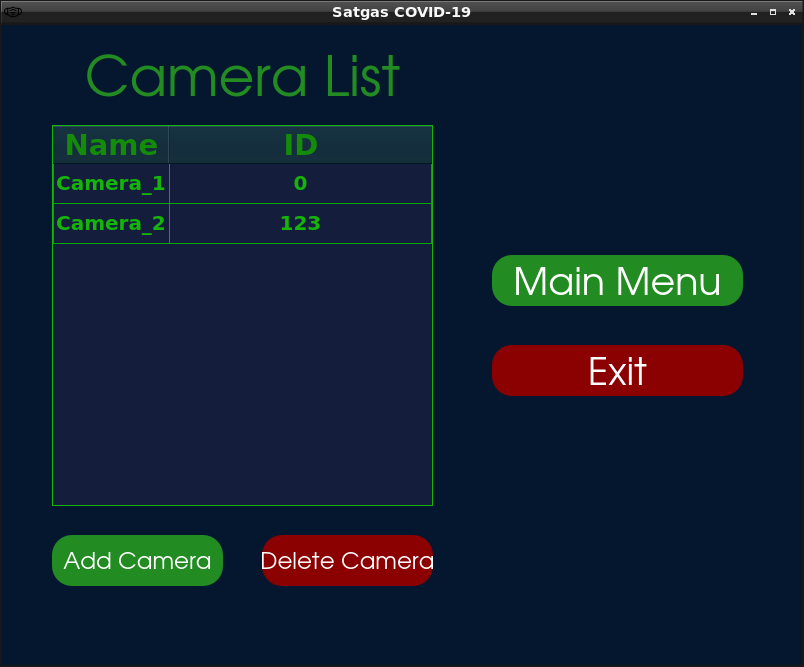 Satgas COVID-19
Camera List
Name ID
Camera_1 0
Camera_2 123
Main Menu
Exit
Add Camera Delete Camera